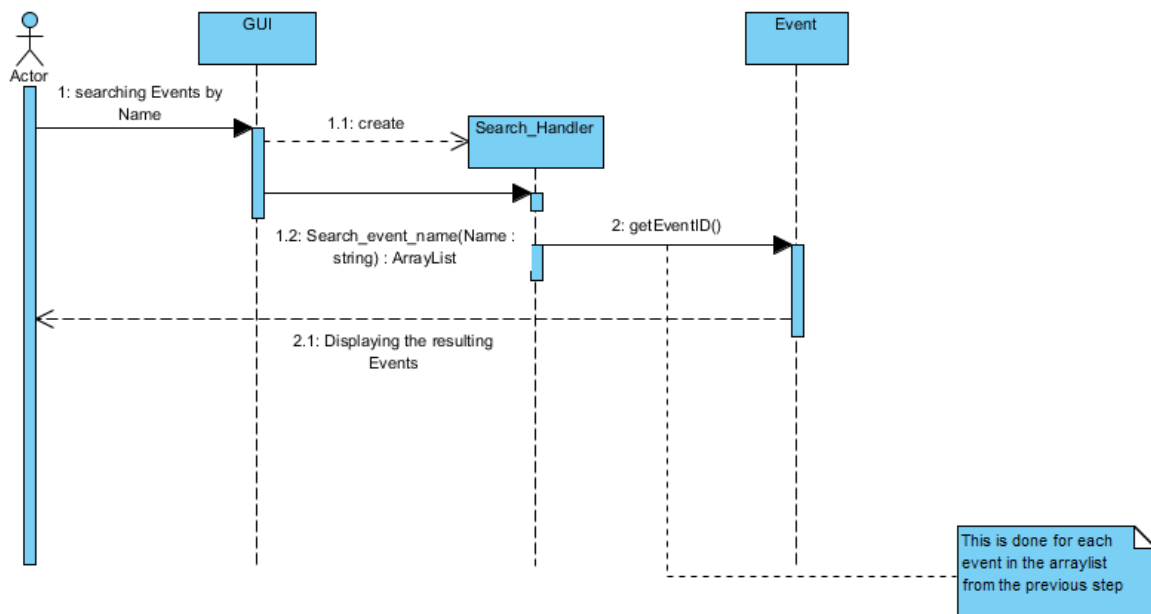 GUI
Event
Actor
1: searching Events by
Name
1.1: create
Search_Handler
1.2: Search_event_name(Name :
string) : ArrayList
2: getEventID()
2.1: Displaying the resulting
Events
This is done for each
event in the arraylist
from the previous step